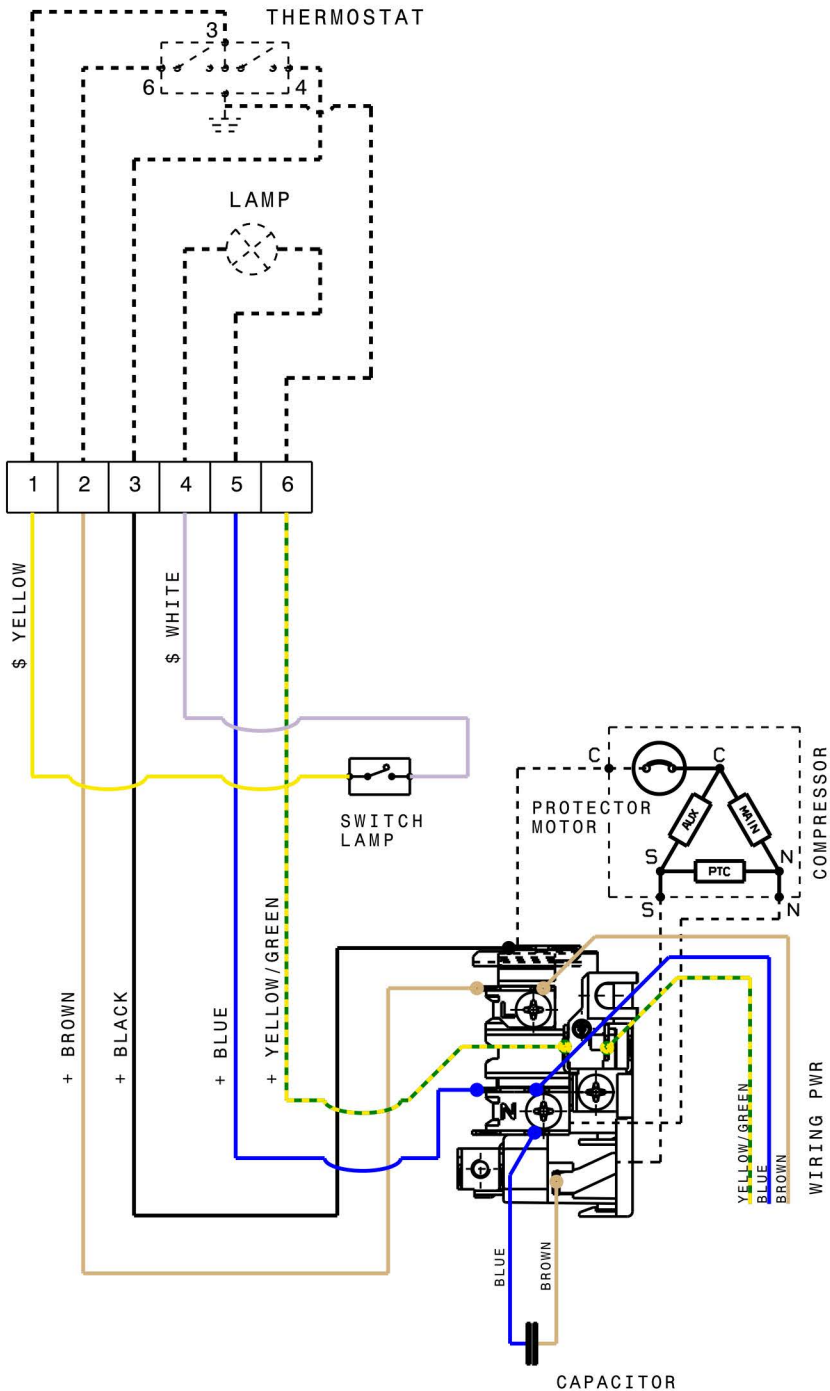 THERMOSTAT
3
6
4
LAMP
1 2 3 4 5 6
$ YELLOW
$ WHITE
SWITCH
LAMP
C
C
PROTECTOR
MOTOR
AUX
MAIN
S
PTC
N
S
N
COMPRESSOR
+ BROWN
+ BLACK
+ BLUE
+ YELLOW/GREEN
L
N
YELLOW/GREEN
BLUE
BROWN
WIRING PWR
BLUE
BROWN
CAPACITOR